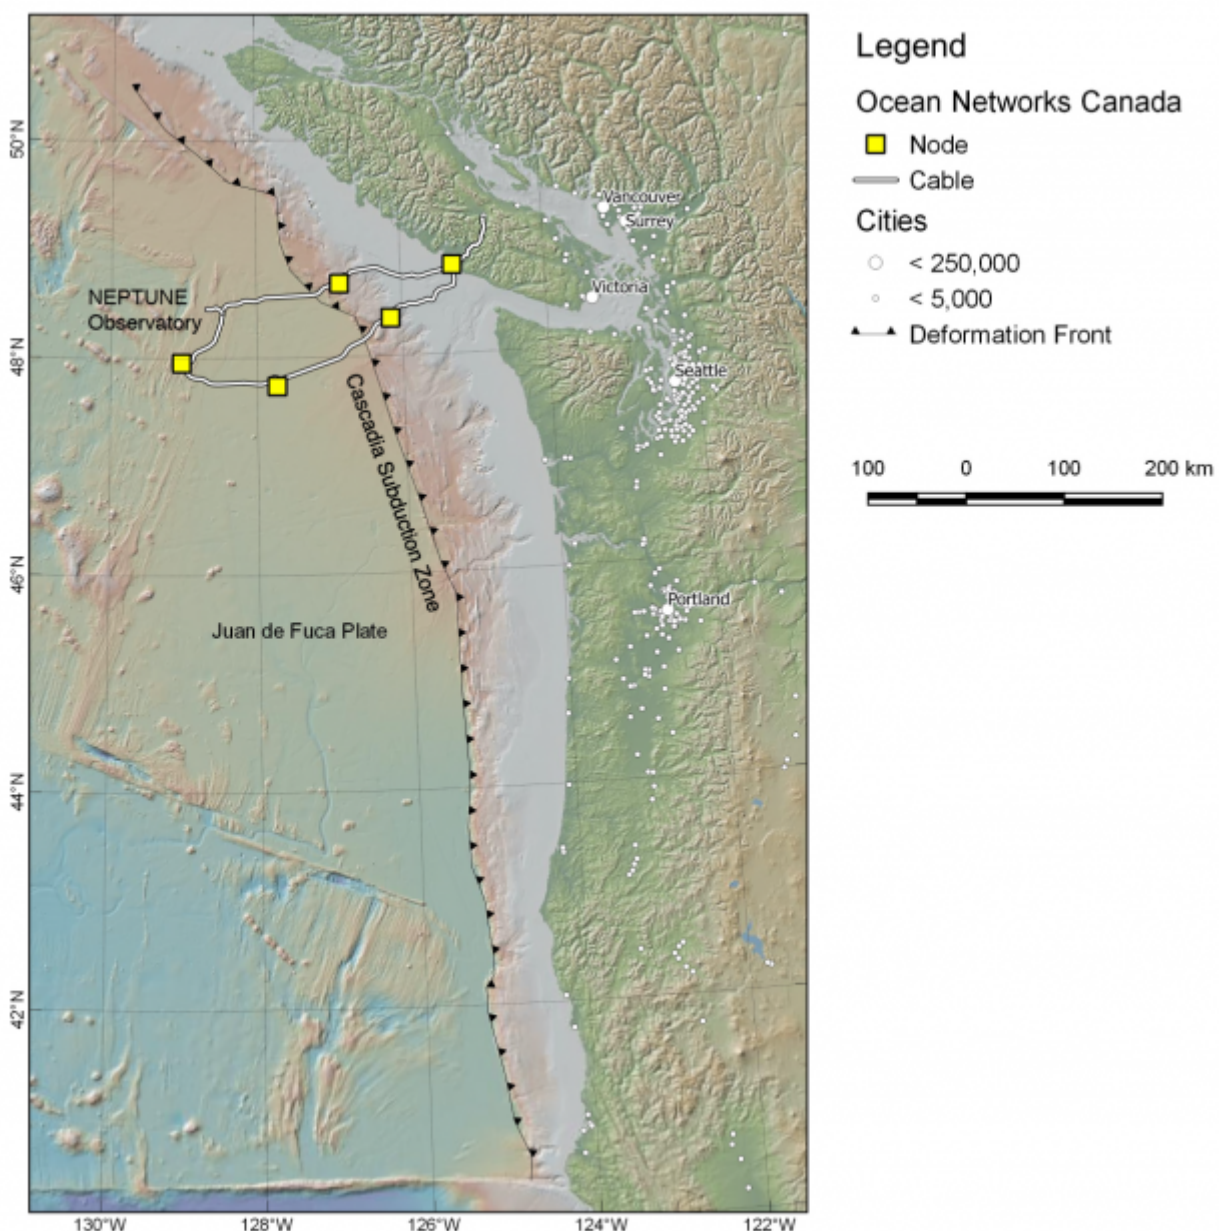 Legend
Ocean Networks Canada
Node
Cable
Cities
< 250,000
< 5,000
Deformation Front
100 0 100 200 km
50°N
48°N
46°N
44°N
42°N
Vancouver
Surrey
Victoria
NEPTUNE
Observatory
Seattle
Cascadia Subduction Zone
Portland
Juan de Fuca Plate
130°W 128°W 126°W 124°W 122°W